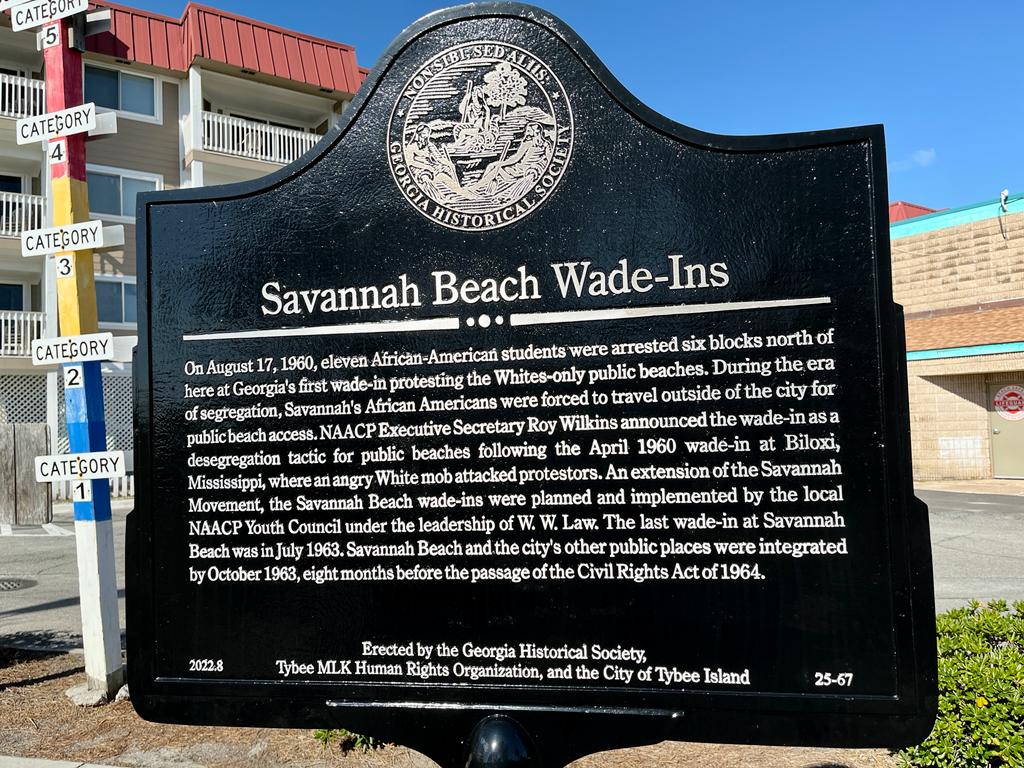 CATEGORY
5
CATEGORY
4
CATEGORY
3
CATEGORY
2
CATEGORY
1
NON·SIBI·SED·ALIIS·
GEORGIA HISTORICAL SOCIETY
Savannah Beach Wade-Ins
On August 17, 1960, eleven African-American students were arrested six blocks north of
here at Georgia's first wade-in protesting the Whites-only public beaches. During the era
of segregation, Savannah's African Americans were forced to travel outside of the city for
public beach access. NAACP Executive Secretary Roy Wilkins announced the wade-in as a
desegregation tactic for public beaches following the April 1960 wade-in at Biloxi,
Mississippi, where an angry White mob attacked protestors. An extension of the Savannah
Movement, the Savannah Beach wade-ins were planned and implemented by the local
NAACP Youth Council under the leadership of W. W. Law. The last wade-in at Savannah
Beach was in July 1963. Savannah Beach and the city's other public places were integrated
by October 1963, eight months before the passage of the Civil Rights Act of 1964.
Erected by the Georgia Historical Society,
2022.8 Tybee MLK Human Rights Organization, and the City of Tybee Island 25-67
LIFEGUARD